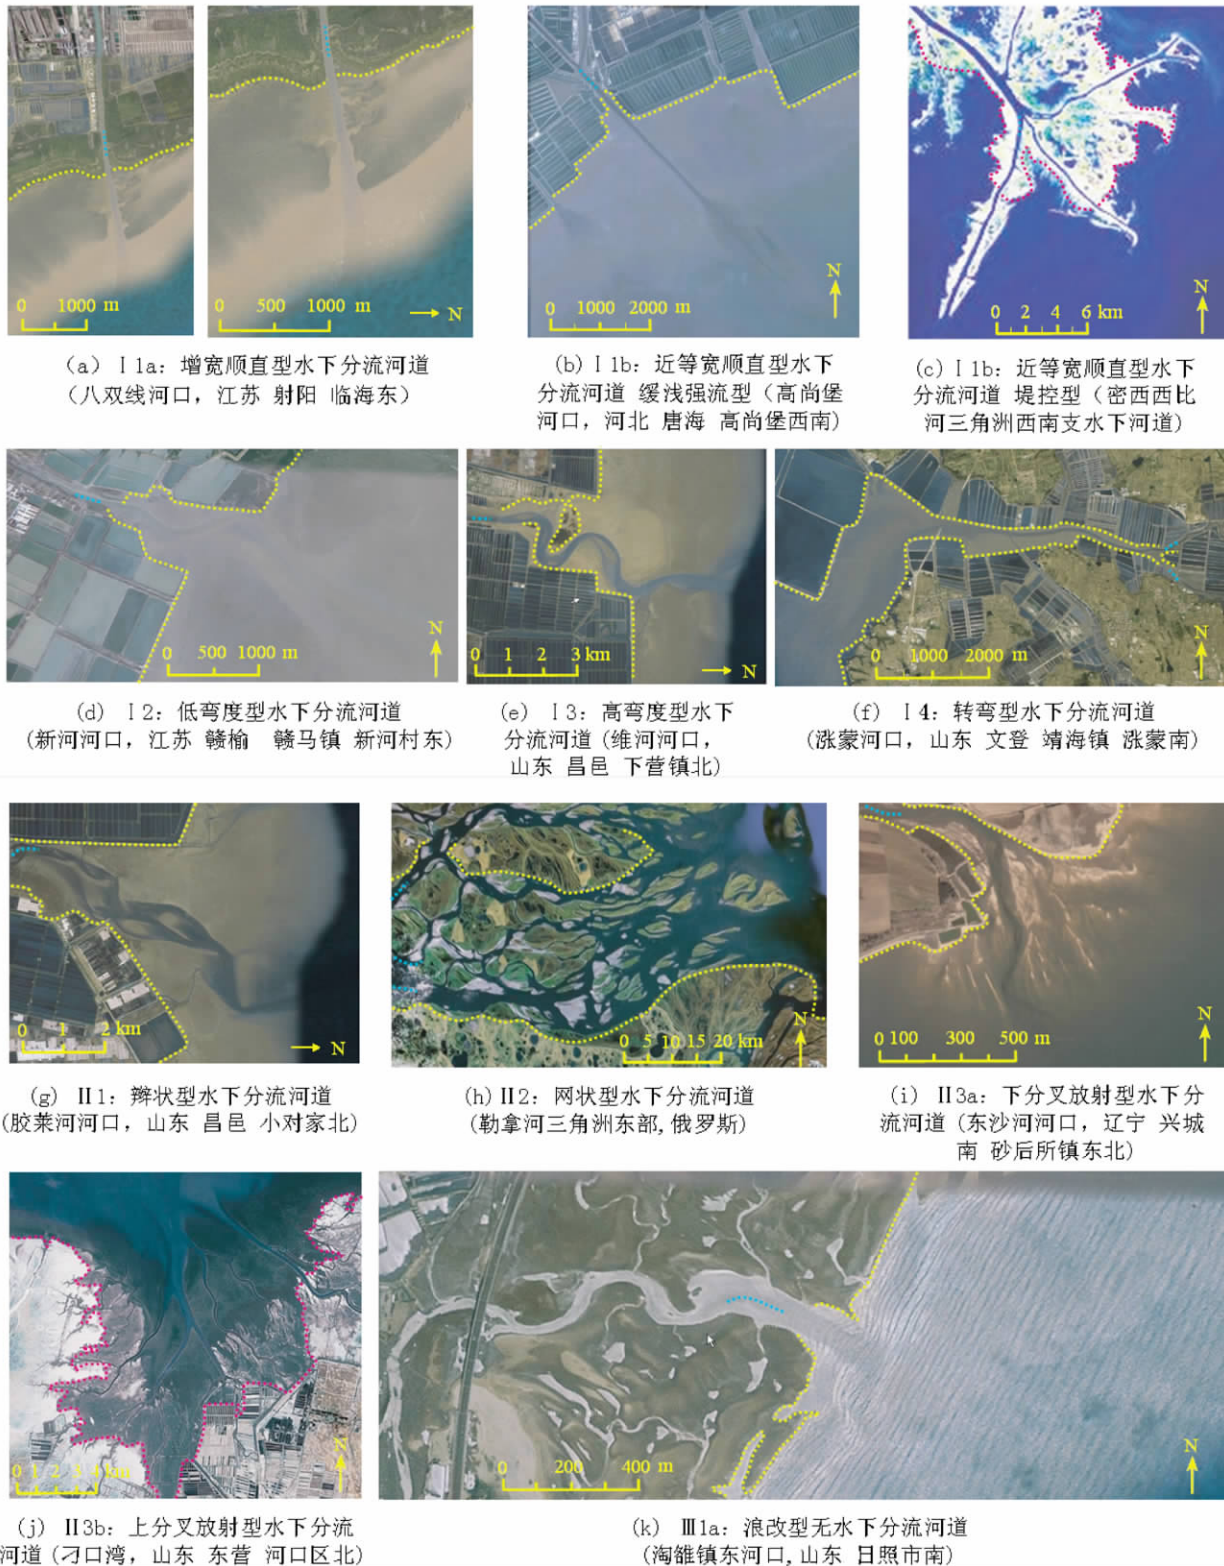 0 1000 m
0 500 1000 m
N
0 1000 2000 m
N
0 2 4 6 km
N
(a) Ⅰ1a：增宽顺直型水下分流河道
（八双线河口，江苏 射阳 临海东）
(b) Ⅰ1b：近等宽顺直型水下
分流河道 缓浅强流型（高尚堡
河口，河北 唐海 高尚堡西南）
(c) Ⅰ1b：近等宽顺直型水下
分流河道 堤控型（密西西比
河三角洲西南支水下河道）
0 500 1000 m
N
0 1 2 3 km
N
0 1000 2000 m
N
(d) Ⅰ2：低弯度型水下分流河道
(新河河口，江苏 赣榆 赣马镇 新河村东)
(e) Ⅰ3：高弯度型水下
分流河道 (维河河口，
山东 昌邑 下营镇北)
(f) Ⅰ4：转弯型水下分流河道
(涨蒙河口，山东 文登 靖海镇 涨蒙南)
0 1 2 km
N
0 5 10 15 20 km
N
0 100 300 500 m
N
(g) Ⅱ1：辫状型水下分流河道
(胶莱河河口，山东 昌邑 小对家北)
(h) Ⅱ2：网状型水下分流河道
(勒拿河三角洲东部, 俄罗斯)
(i) Ⅱ3a：下分叉放射型水下分
流河道 (东沙河河口，辽宁 兴城
南 砂后所镇东北)
0 1 2 3 4 km
N
0 200 400 m
N
(j) Ⅱ3b：上分叉放射型水下分流
河道 (刁口湾，山东 东营 河口区北)
(k) Ⅲ1a：浪改型无水下分流河道
(淘雒镇东河口, 山东 日照市南)